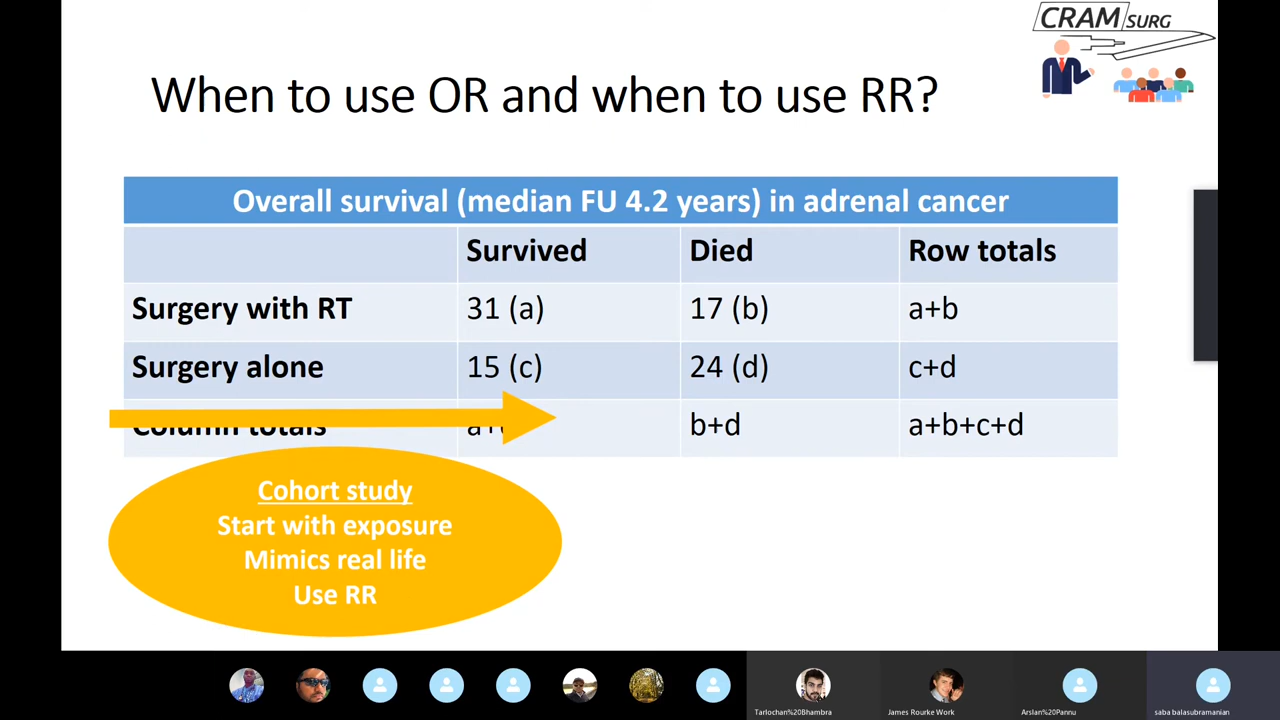 CRAM SURG
When to use OR and when to use RR?
Overall survival (median FU 4.2 years) in adrenal cancer
Survived Died Row totals
Surgery with RT 31 (a) 17 (b) a+b
Surgery alone 15 (c) 24 (d) c+d
Column totals b+d a+b+c+d
Cohort study
Start with exposure
Mimics real life
Use RR
Tarlochan%20Bhambra James Rourke Work Arslan%20Pannu saba balasubramanian